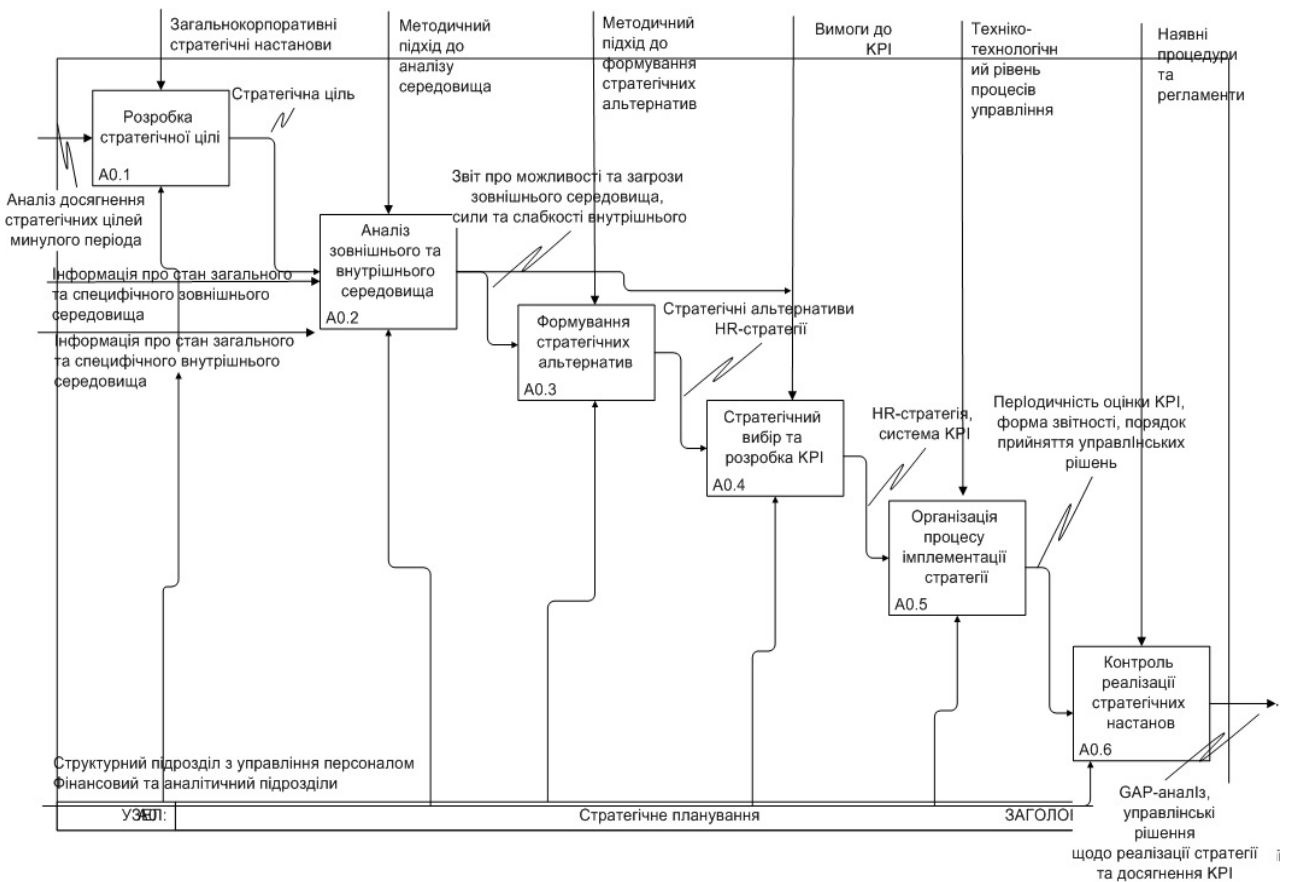 Загальнокорпоративні
стратегічні настанови
Методичний
підхід до
аналізу
середовища
Методичний
підхід до
формування
стратегічних
альтернатив
Вимоги до
KPI
Техніко-
технологічн
ий рівень
процесів
управління
Наявні
процедури
та
регламенти
Розробка
стратегічної цілі
A0.1
Стратегічна ціль
Аналіз досягнення
стратегічних цілей
минулого періода
Звіт про можливості та загрози
зовнішнього середовища,
сили та слабкості внутрішнього
Аналіз
зовнішнього та
внутрішнього
середовища
A0.2
Інформація про стан загального
та специфічного зовнішнього
середовища
Інформація про стан загального
та специфічного внутрішнього
середовища
Формування
стратегічних
альтернатив
A0.3
Стратегічні альтернативи
HR-стратегії
Стратегічний
вибір та
розробка KPI
A0.4
HR-стратегія,
система KPI
ПерІодичність оцінки KPI,
форма звітності, порядок
прийняття управлІнських
рішень
Організація
процесу
імплементації
стратегії
A0.5
Контроль
реалізації
стратегічних
настанов
A0.6
Структурний підрозділ з управління персоналом
Фінансовий та аналітичний підрозділи
УЗЕЛ:
A0
Стратегічне планування
ЗАГОЛОІ
GAP-аналІз,
управлінські
рішення
щодо реалізації стратегії
та досягнення KPI